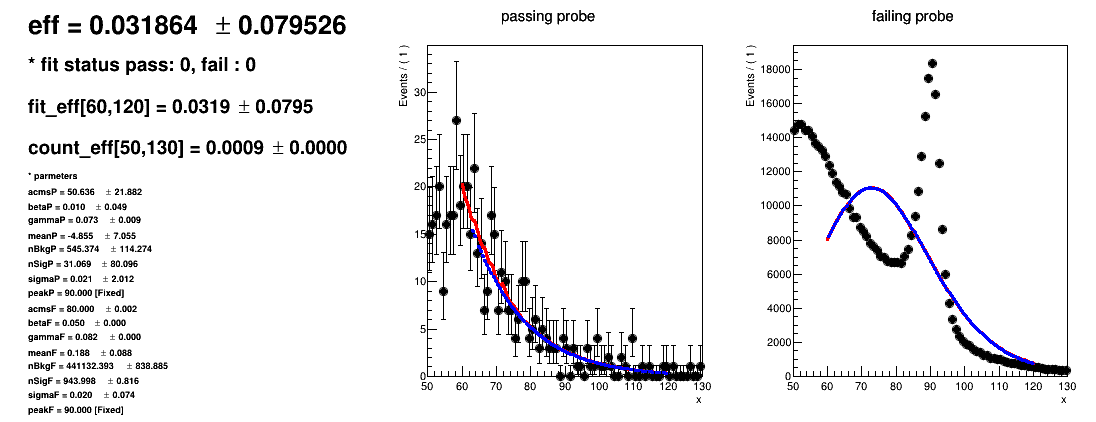 eff = 0.031864 ± 0.079526
* fit status pass: 0, fail : 0
fit_eff[60,120] = 0.0319 ± 0.0795
count_eff[50,130] = 0.0009 ± 0.0000
* parmeters
acmsP = 50.636 ± 21.882
betaP = 0.010 ± 0.049
gammaP = 0.073 ± 0.009
meanP = -4.855 ± 7.055
nBkgP = 545.374 ± 114.274
nSigP = 31.069 ± 80.096
sigmaP = 0.021 ± 2.012
peakP = 90.000 [Fixed]
acmsF = 80.000 ± 0.002
betaF = 0.050 ± 0.000
gammaF = 0.082 ± 0.000
meanF = 0.188 ± 0.088
nBkgF = 441132.393 ± 838.885
nSigF = 943.998 ± 0.816
sigmaF = 0.020 ± 0.074
peakF = 90.000 [Fixed]
passing probe
Events / ( 1 )
30
25
20
15
10
5
0
50 60 70 80 90 100 110 120 130
x
failing probe
Events / ( 1 )
18000
16000
14000
12000
10000
8000
6000
4000
2000
0
50 60 70 80 90 100 110 120 130
x